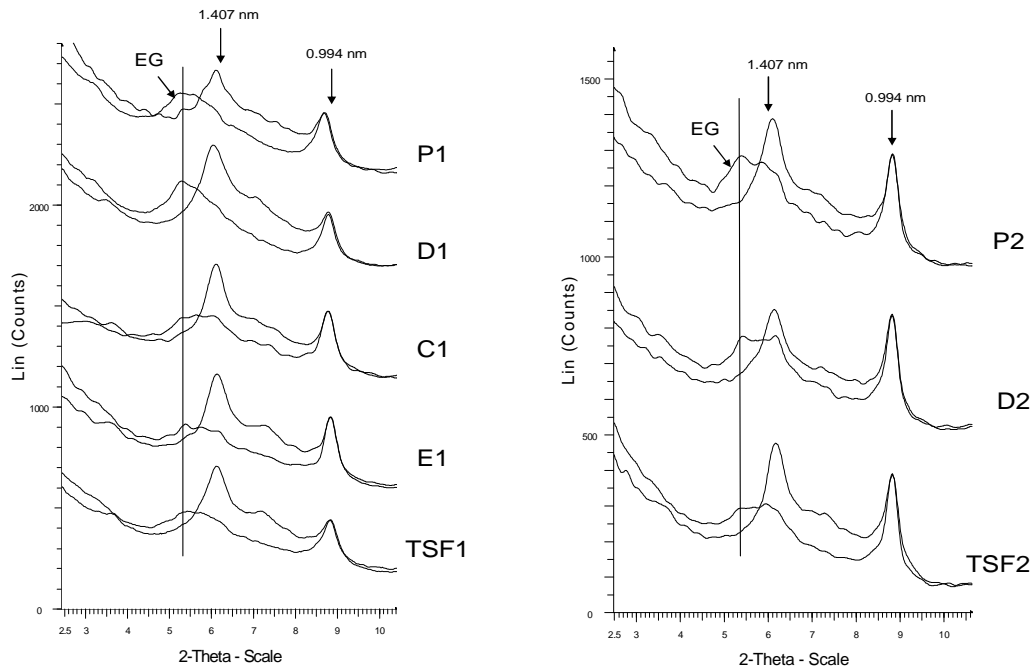 1.407 nm
0.994 nm
EG
P1
D1
C1
E1
TSF1
Lin (Counts)
2000
1000
0
2.5 3 4 5 6 7 8 9 10
2-Theta - Scale
1.407 nm
0.994 nm
EG
P2
D2
TSF2
Lin (Counts)
1500
1000
500
0
2.5 3 4 5 6 7 8 9 10
2-Theta - Scale